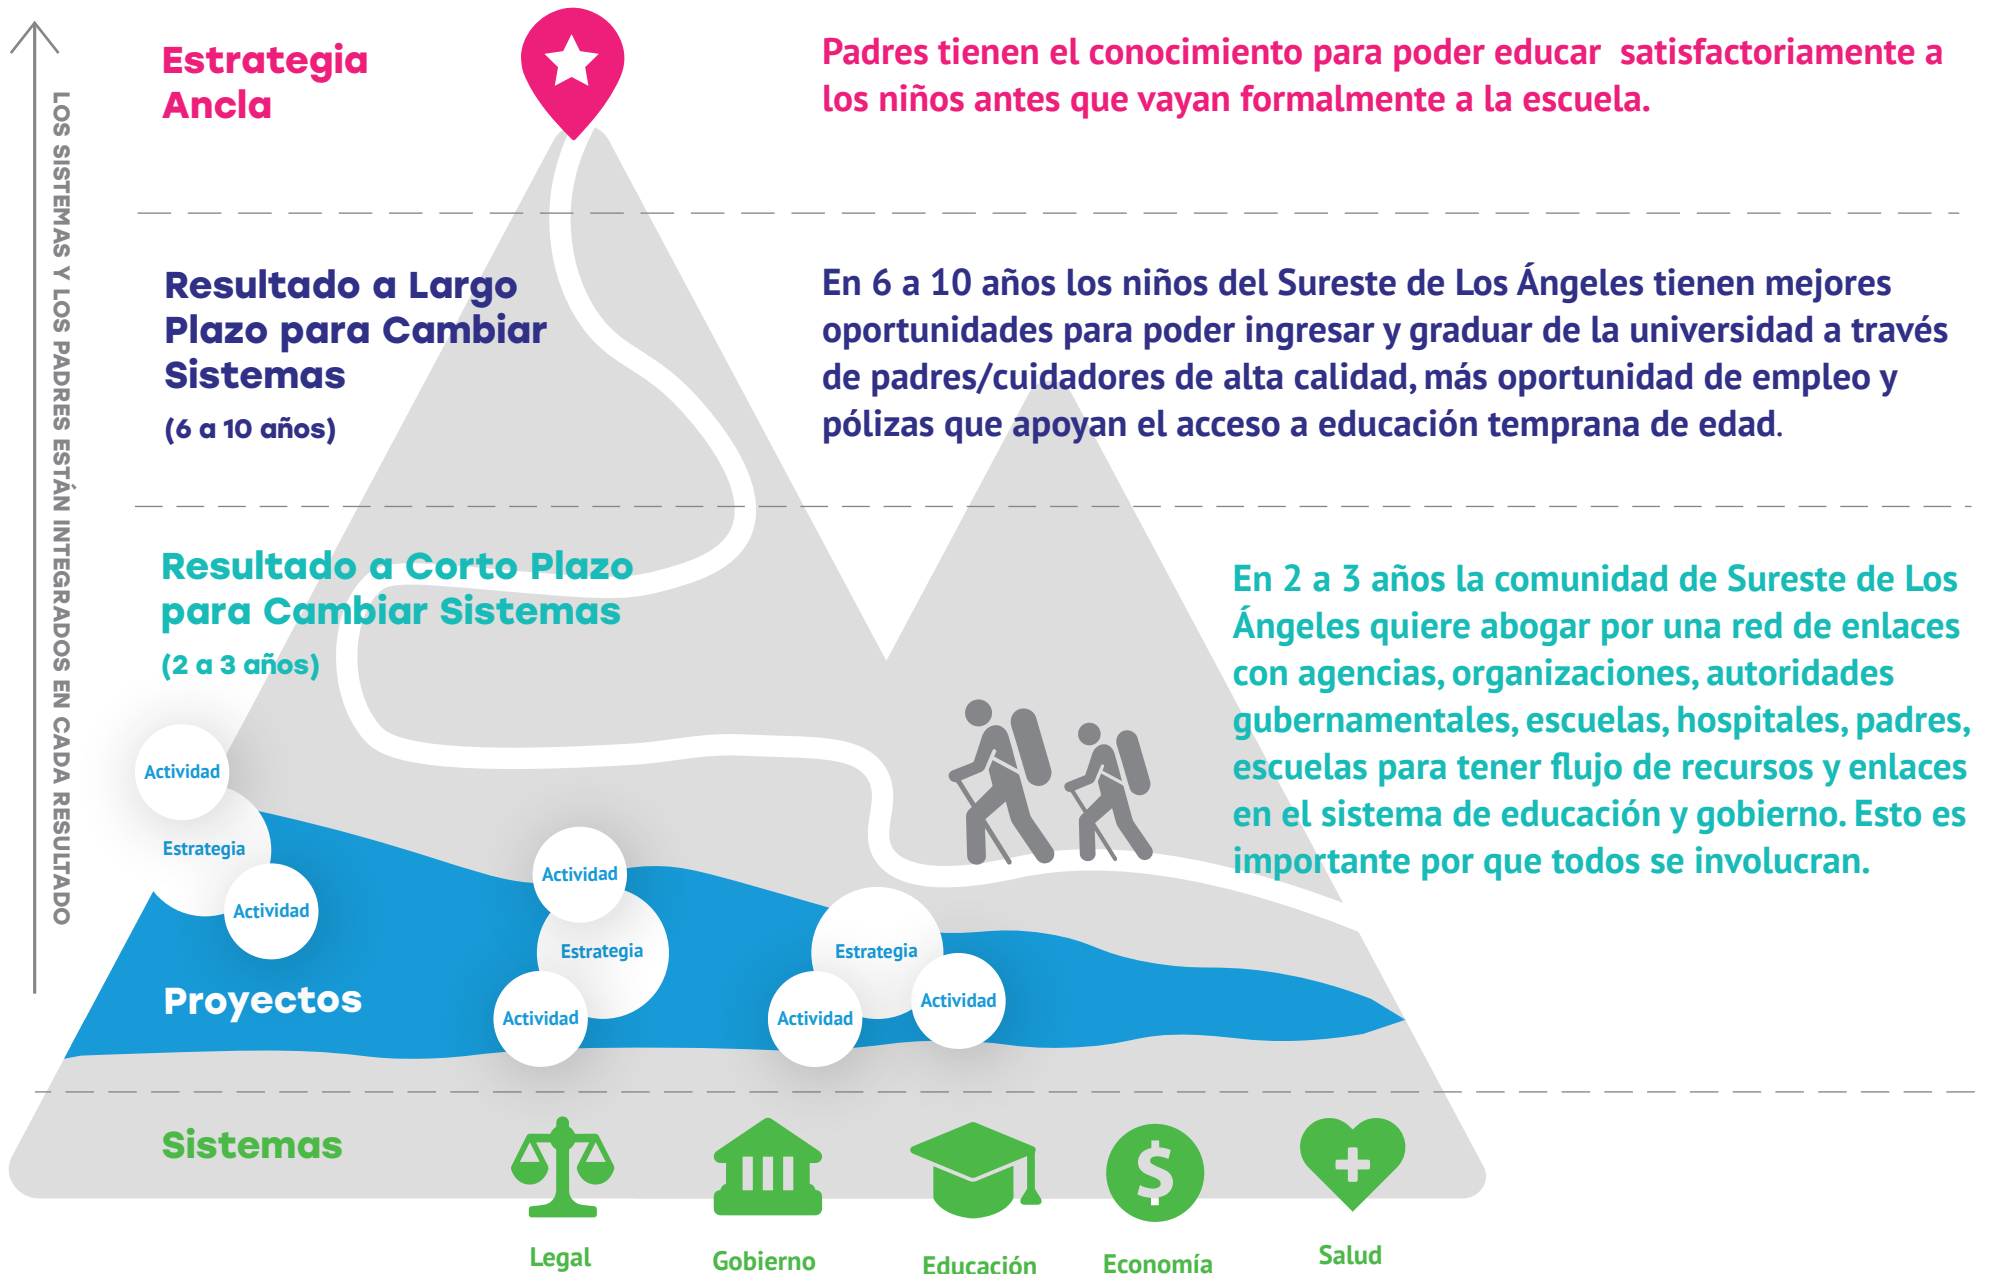 LOS SISTEMAS Y LOS PADRES ESTÁN INTEGRADOS EN CADA RESULTADO
Estrategia
Ancla
Padres tienen el conocimiento para poder educar satisfactoriamente a
los niños antes que vayan formalmente a la escuela.
Resultado a Largo
Plazo para Cambiar
Sistemas
(6 a 10 años)
En 6 a 10 años los niños del Sureste de Los Ángeles tienen mejores
oportunidades para poder ingresar y graduar de la universidad a través
de padres/cuidadores de alta calidad, más oportunidad de empleo y
pólizas que apoyan el acceso a educación temprana de edad.
Resultado a Corto Plazo
para Cambiar Sistemas
(2 a 3 años)
En 2 a 3 años la comunidad de Sureste de Los
Ángeles quiere abogar por una red de enlaces
con agencias, organizaciones, autoridades
gubernamentales, escuelas, hospitales, padres,
escuelas para tener flujo de recursos y enlaces
en el sistema de educación y gobierno. Esto es
importante por que todos se involucran.
Actividad
Estrategia
Actividad
Actividad
Estrategia
Actividad
Estrategia
Actividad
Actividad
Proyectos
Sistemas
Legal
Gobierno
Educación
Economía
Salud